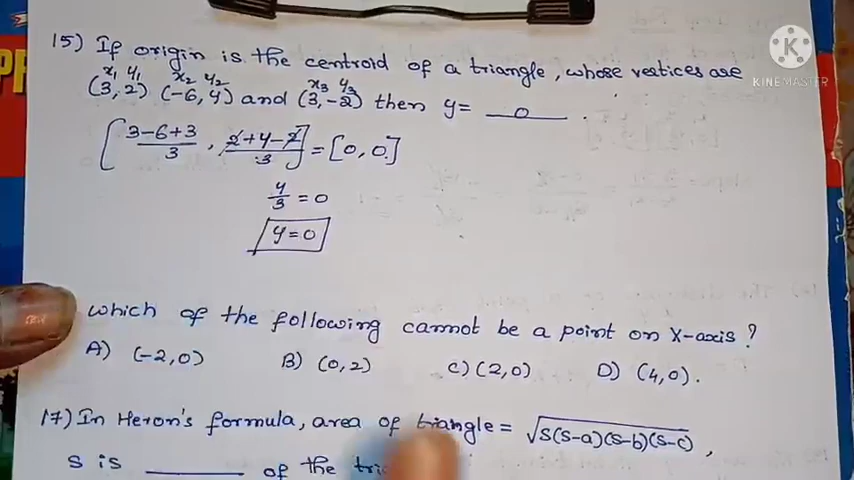 15) If origin is the centroid of a triangle, whose vertices are
x₁ y₁ x₂ y₂ x₃ y₃
(3,2) (-6,y) and (3,-2) then y = 0 .
[3-6+3/3 , 2+y-2/3] = [0,0]
y/3 = 0
y=0
which of the following cannot be a point on X-axis ?
A) (-2,0) B) (0,2) C) (2,0) D) (4,0).
17) In Heron's formula, area of triangle = √s(s-a)(s-b)(s-c) ,
s is ______ of the
K
KINEMASTER